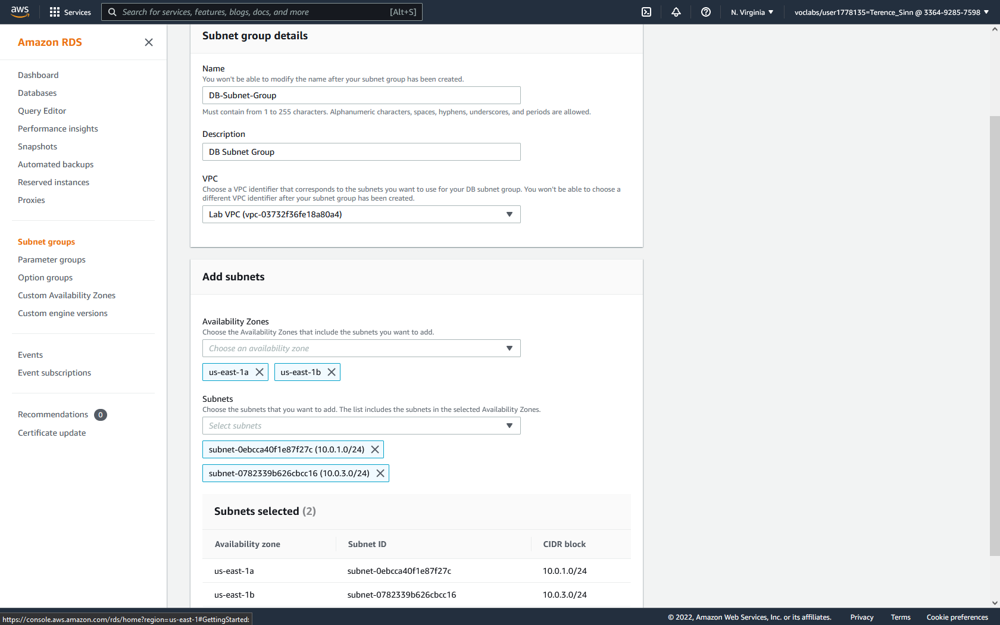 aws
Services
Search for services, features, blogs, docs, and more [Alt+S]
N. Virginia
voclabs/user1778135=Terence_Sinn @ 3364-9285-7598
Amazon RDS
Dashboard
Databases
Query Editor
Performance insights
Snapshots
Automated backups
Reserved instances
Proxies
Subnet groups
Parameter groups
Option groups
Custom Availability Zones
Custom engine versions
Events
Event subscriptions
Recommendations 0
Certificate update
Subnet group details
Name
You won't be able to modify the name after your subnet group has been created.
DB-Subnet-Group
Must contain from 1 to 255 characters. Alphanumeric characters, spaces, hyphens, underscores, and periods are allowed.
Description
DB Subnet Group
VPC
Choose a VPC identifier that corresponds to the subnets you want to use for your DB subnet group. You won't be able to choose a
different VPC identifier after your subnet group has been created.
Lab VPC (vpc-03732f36fe18a80a4)
Add subnets
Availability Zones
Choose the Availability Zones that include the subnets you want to add.
Choose an availability zone
us-east-1a us-east-1b
Subnets
Choose the subnets that you want to add. The list includes the subnets in the selected Availability Zones.
Select subnets
subnet-0ebcca40f1e87f27c (10.0.1.0/24)
subnet-0782339b626cbcc16 (10.0.3.0/24)
Subnets selected (2)
Availability zone Subnet ID CIDR block
us-east-1a subnet-0ebcca40f1e87f27c 10.0.1.0/24
us-east-1b subnet-0782339b626cbcc16 10.0.3.0/24
https://console.aws.amazon.com/rds/home?region=us-east-1#GettingStarted:
© 2022, Amazon Web Services, Inc. or its affiliates. Privacy Terms Cookie preferences